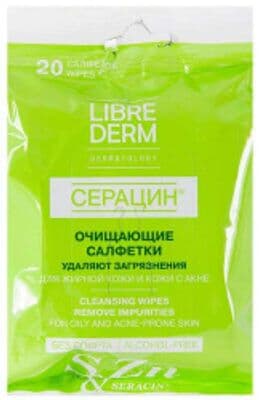 20 САЛФЕТОК
WIPES
LIBRE
DERM
DERMATOLOGY
СЕРАЦИН
ОЧИЩАЮЩИЕ
САЛФЕТКИ
УДАЛЯЮТ ЗАГРЯЗНЕНИЯ
ДЛЯ ЖИРНОЙ КОЖИ И КОЖИ С АКНЕ
CLEANSING WIPES
REMOVE IMPURITIES
FOR OILY AND ACNE-PRONE SKIN
БЕЗ СПИРТА / ALCOHOL-FREE
S&Zn
SERACIN